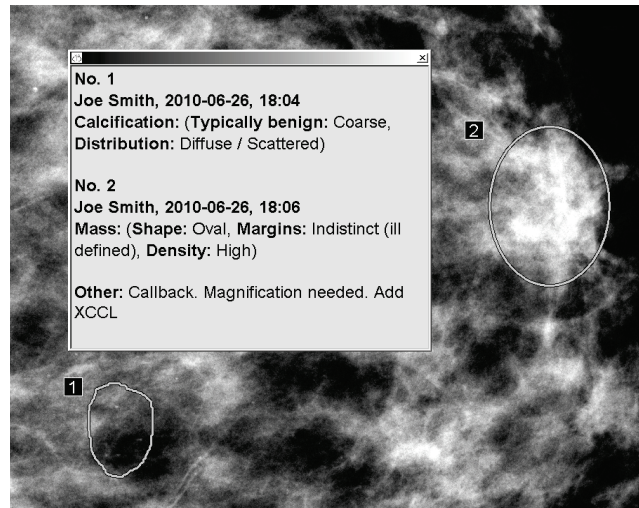 No. 1
Joe Smith, 2010-06-26, 18:04
Calcification: (Typically benign: Coarse,
Distribution: Diffuse / Scattered)
No. 2
Joe Smith, 2010-06-26, 18:06
Mass: (Shape: Oval, Margins: Indistinct (ill
defined), Density: High)
Other: Callback. Magnification needed. Add
XCCL
2
1